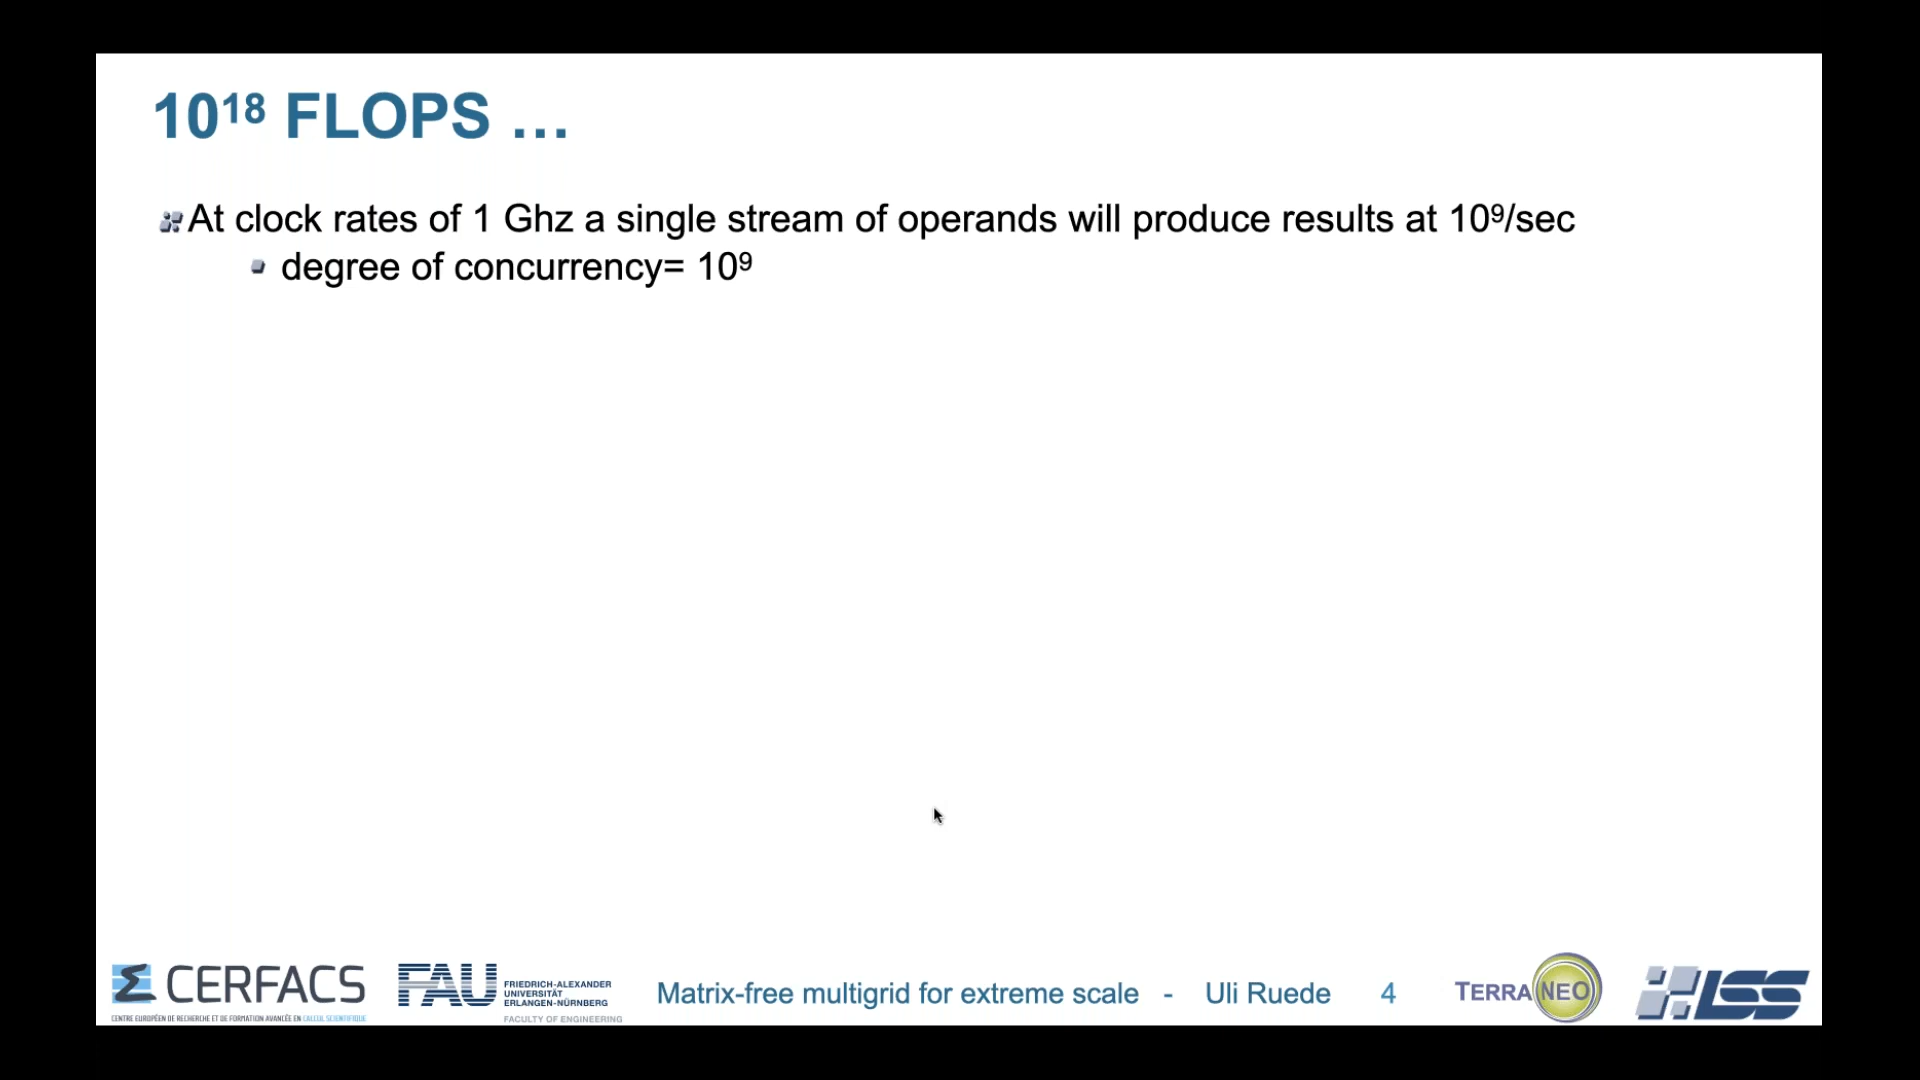 10¹⁸ FLOPS …
At clock rates of 1 Ghz a single stream of operands will produce results at 10⁹/sec
degree of concurrency= 10⁹
CERFACS
CENTRE EUROPÉEN DE RECHERCHE ET DE FORMATION AVANCÉE EN CALCUL SCIENTIFIQUE
FAU
FRIEDRICH-ALEXANDER
UNIVERSITÄT
ERLANGEN-NÜRNBERG
FACULTY OF ENGINEERING
Matrix-free multigrid for extreme scale - Uli Ruede 4
TERRA NEO
LSS